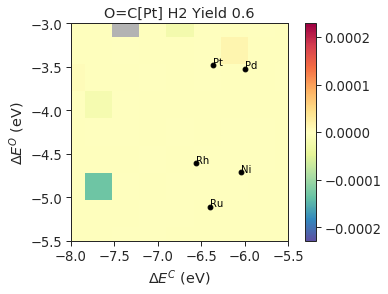 O=C[Pt] H2 Yield 0.6
−3.0
−3.5
−4.0
−4.5
−5.0
−5.5
ΔE^O (eV)
Pt
Pd
Rh
Ni
Ru
−8.0 −7.5 −7.0 −6.5 −6.0 −5.5
ΔE^C (eV)
0.0002
0.0001
0.0000
−0.0001
−0.0002